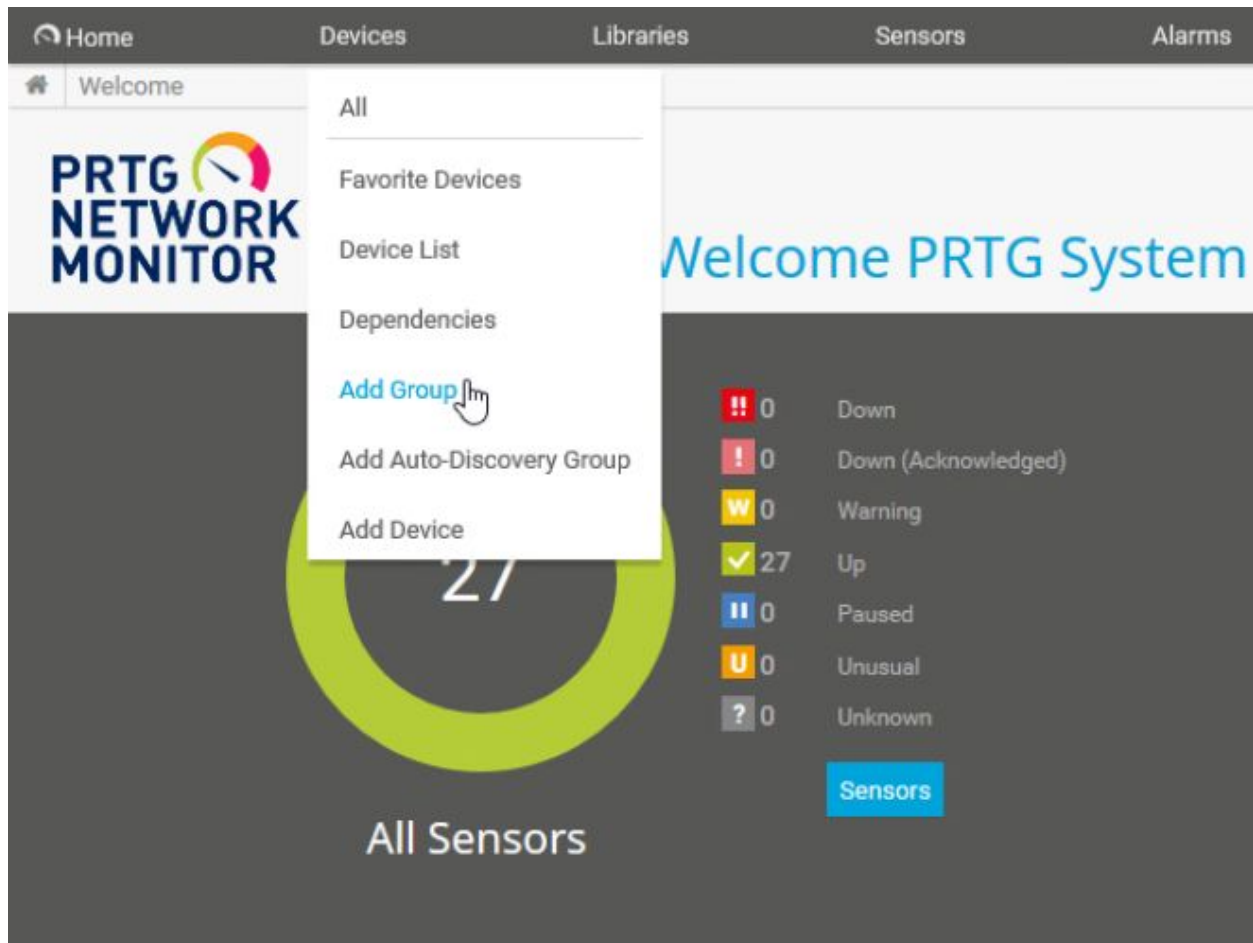 Home Devices Libraries Sensors Alarms
Welcome
All
Favorite Devices
Device List
Dependencies
Add Group
Add Auto-Discovery Group
Add Device
PRTG
NETWORK
MONITOR
Welcome PRTG System
27
All Sensors
!! 0 Down
! 0 Down (Acknowledged)
W 0 Warning
27 Up
0 Paused
U 0 Unusual
? 0 Unknown
Sensors